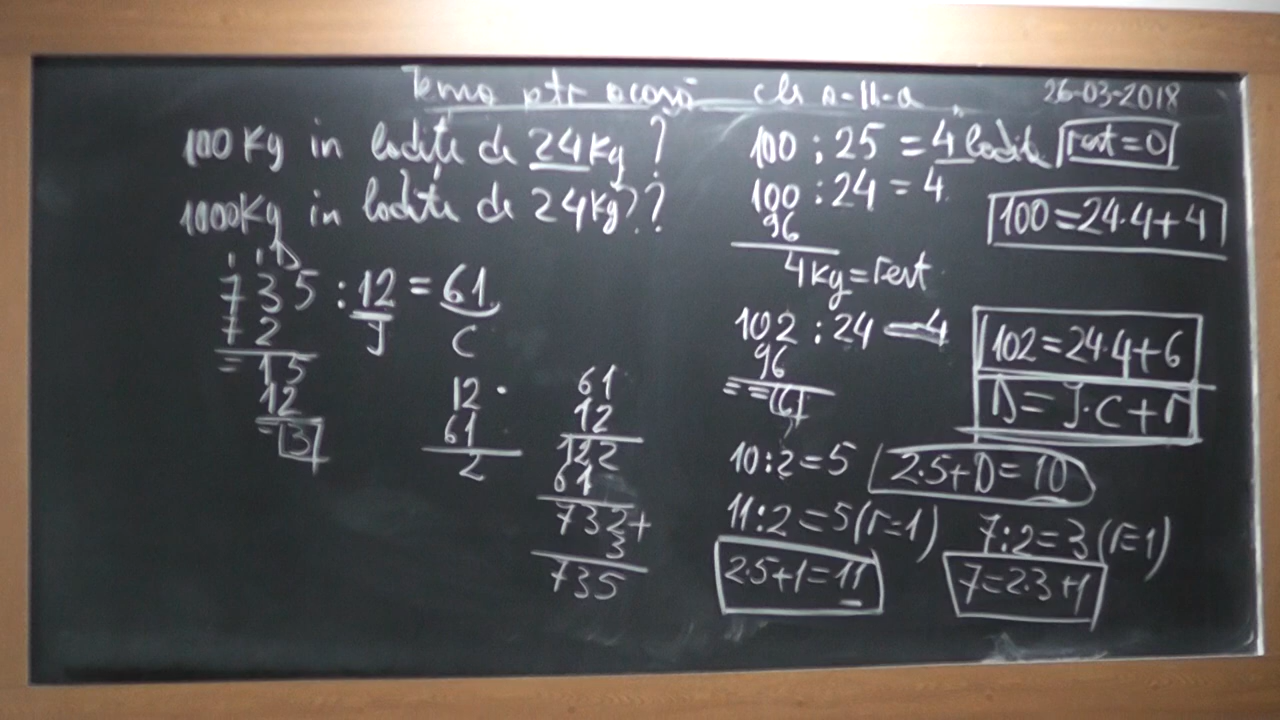 Tema ptr acasă cls a-II-a
26-03-2018
100 Kg in lădițe de 24 Kg ?
1000 Kg in lădițe de 24 Kg ??
D
735 : 12 = 61
72 Î C
= 15
12
= 3
12 ·
61
2
61
12
122
61
732 +
3
735
100 : 25 = 4 lădițe rest = 0
100 : 24 = 4
96
4 Kg = rest
100 = 24·4 + 4
102 : 24 = 4
96
= = 6
102 = 24·4 + 6
D = Î·C + r
10 : 2 = 5 2·5 + 0 = 10
11 : 2 = 5 (r=1) 7 : 2 = 3 (r=1)
2·5 + 1 = 11 7 = 2·3 + 1